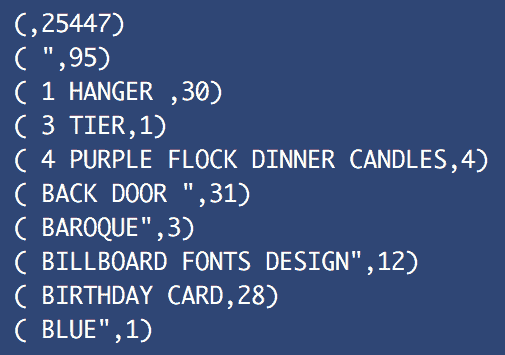 (,25447)
( ",95)
( 1 HANGER ,30)
( 3 TIER,1)
( 4 PURPLE FLOCK DINNER CANDLES,4)
( BACK DOOR ",31)
( BAROQUE",3)
( BILLBOARD FONTS DESIGN",12)
( BIRTHDAY CARD,28)
( BLUE",1)